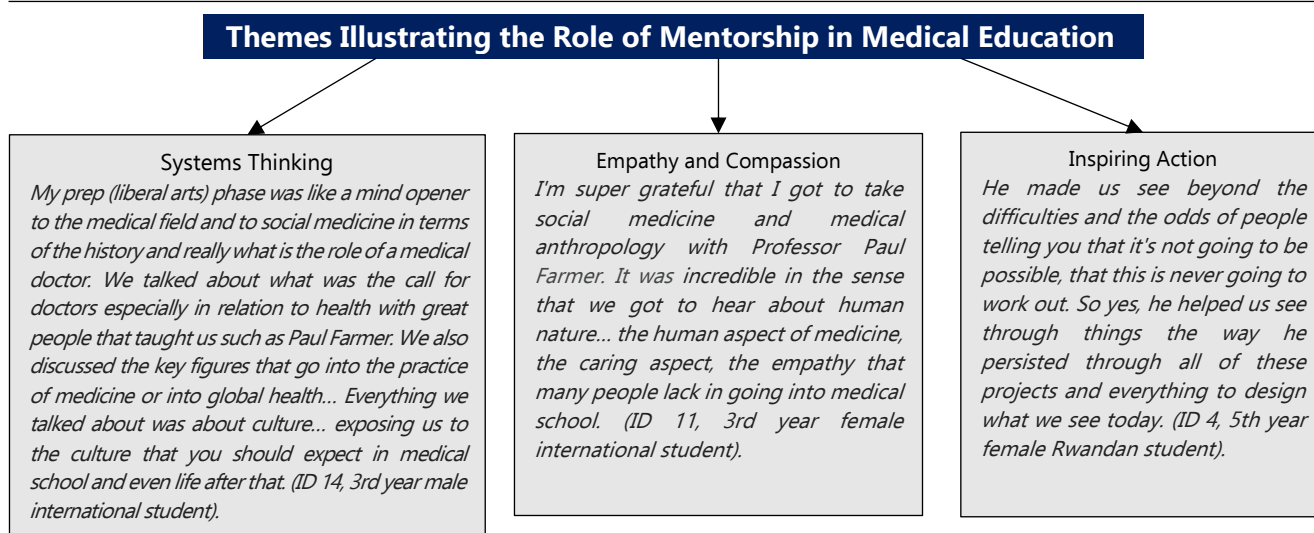 Themes Illustrating the Role of Mentorship in Medical Education
Systems Thinking
My prep (liberal arts) phase was like a mind opener
to the medical field and to social medicine in terms
of the history and really what is the role of a medical
doctor. We talked about what was the call for
doctors especially in relation to health with great
people that taught us such as Paul Farmer. We also
discussed the key figures that go into the practice
of medicine or into global health... Everything we
talked about was about culture... exposing us to
the culture that you should expect in medical
school and even life after that. (ID 14, 3rd year male
international student).
Empathy and Compassion
I'm super grateful that I got to take
social medicine and medical
anthropology with Professor Paul
Farmer. It was incredible in the sense
that we got to hear about human
nature... the human aspect of medicine,
the caring aspect, the empathy that
many people lack in going into medical
school. (ID 11, 3rd year female
international student).
Inspiring Action
He made us see beyond the
difficulties and the odds of people
telling you that it's not going to be
possible, that this is never going to
work out. So yes, he helped us see
through things the way he
persisted through all of these
projects and everything to design
what we see today. (ID 4, 5th year
female Rwandan student).